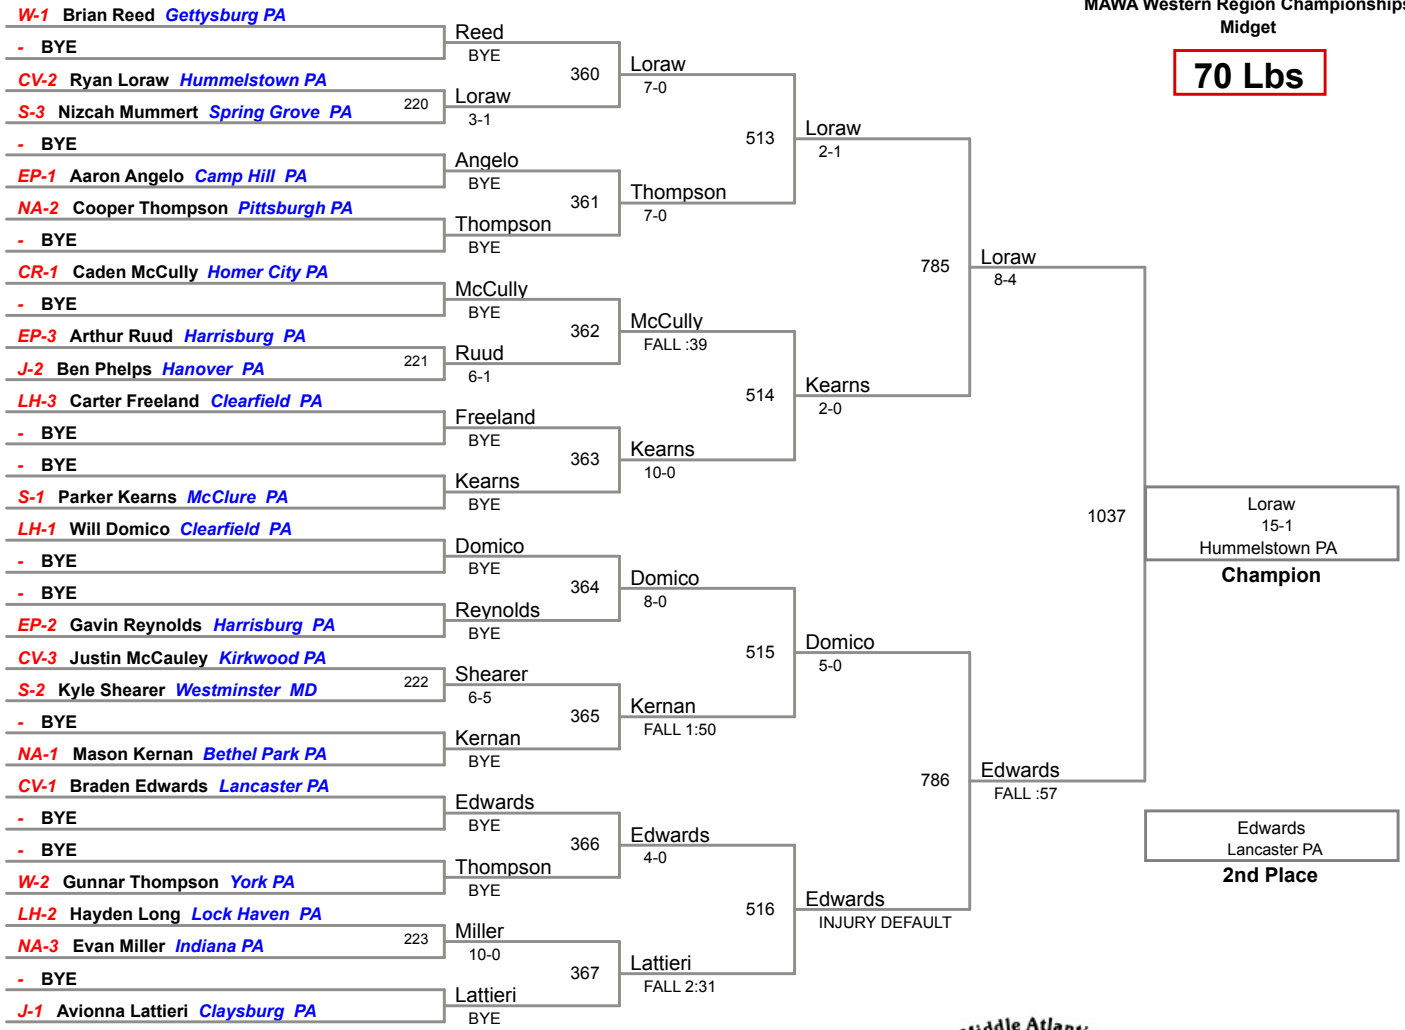 MAWA Western Region Championships
Midget
70 Lbs
W-1 Brian Reed Gettysburg PA
- BYE
CV-2 Ryan Loraw Hummelstown PA
S-3 Nizcah Mummert Spring Grove PA
- BYE
EP-1 Aaron Angelo Camp Hill PA
NA-2 Cooper Thompson Pittsburgh PA
- BYE
CR-1 Caden McCully Homer City PA
- BYE
EP-3 Arthur Ruud Harrisburg PA
J-2 Ben Phelps Hanover PA
LH-3 Carter Freeland Clearfield PA
- BYE
- BYE
S-1 Parker Kearns McClure PA
LH-1 Will Domico Clearfield PA
- BYE
- BYE
EP-2 Gavin Reynolds Harrisburg PA
CV-3 Justin McCauley Kirkwood PA
S-2 Kyle Shearer Westminster MD
- BYE
NA-1 Mason Kernan Bethel Park PA
CV-1 Braden Edwards Lancaster PA
- BYE
- BYE
W-2 Gunnar Thompson York PA
LH-2 Hayden Long Lock Haven PA
NA-3 Evan Miller Indiana PA
- BYE
J-1 Avionna Lattieri Claysburg PA
220
221
222
223
Reed
BYE
Loraw
3-1
Angelo
BYE
Thompson
BYE
McCully
BYE
Ruud
6-1
Freeland
BYE
Kearns
BYE
Domico
BYE
Reynolds
BYE
Shearer
6-5
Kernan
BYE
Edwards
BYE
Thompson
BYE
Miller
10-0
Lattieri
BYE
360
361
362
363
364
365
366
367
Loraw
7-0
Thompson
7-0
McCully
FALL :39
Kearns
10-0
Domico
8-0
Kernan
FALL 1:50
Edwards
4-0
Lattieri
FALL 2:31
513
514
515
516
Loraw
2-1
Kearns
2-0
Domico
5-0
Edwards
INJURY DEFAULT
785
786
Loraw
8-4
Edwards
FALL :57
1037
Loraw
15-1
Hummelstown PA
Champion
Edwards
Lancaster PA
2nd Place
Middle